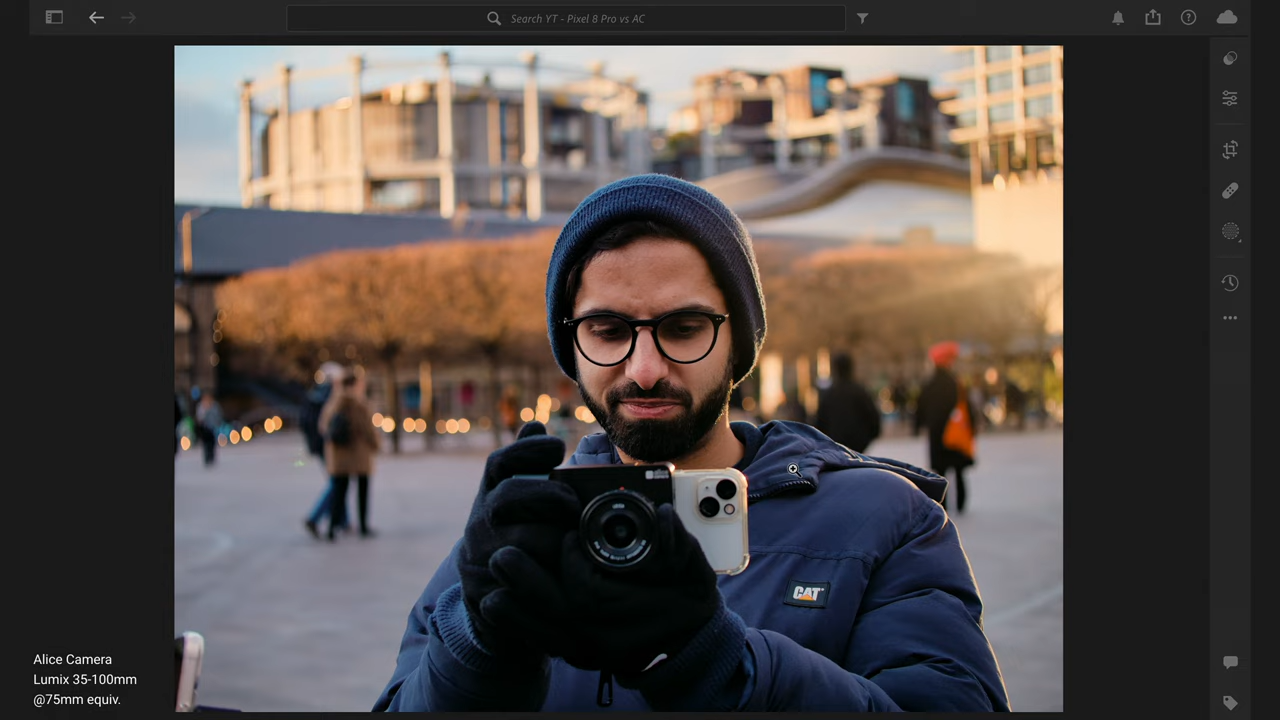 Search YT - Pixel 8 Pro vs AC
CAT
Alice Camera
Lumix 35-100mm
@75mm equiv.